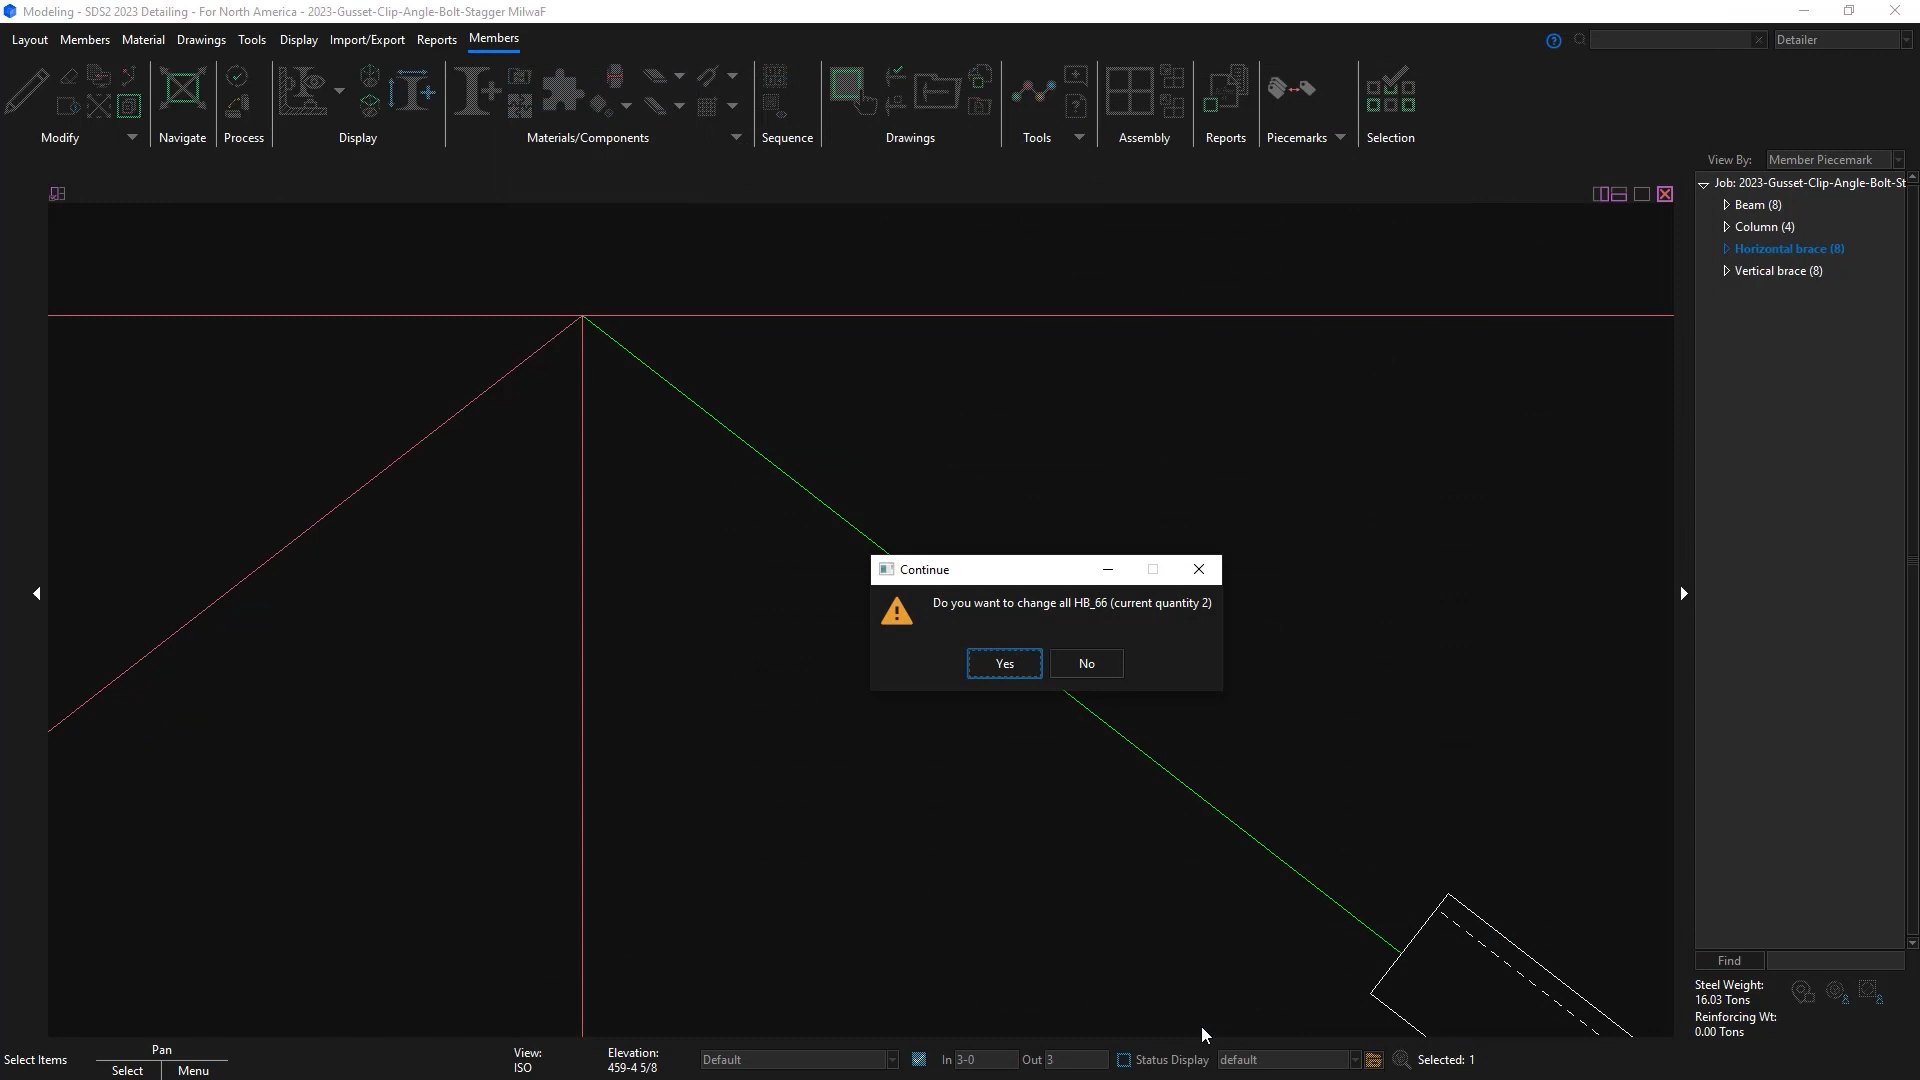 Modeling - SDS2 2023 Detailing - For North America - 2023-Gusset-Clip-Angle-Bolt-Stagger MilwaF
Layout Members Material Drawings Tools Display Import/Export Reports Members
Detailer
Modify Navigate Process Display Materials/Components Sequence Drawings Tools Assembly Reports Piecemarks Selection
View By: Member Piecemark
Job: 2023-Gusset-Clip-Angle-Bolt-St
Beam (8)
Column (4)
Horizontal brace (8)
Vertical brace (8)
Continue
Do you want to change all HB_66 (current quantity 2)
Yes No
Find
Steel Weight:
16.03 Tons
Reinforcing Wt:
0.00 Tons
Select Items
Pan
Select Menu
View:
ISO
Elevation:
459-4 5/8
Default
In 3-0 Out 3
Status Display default
Selected: 1